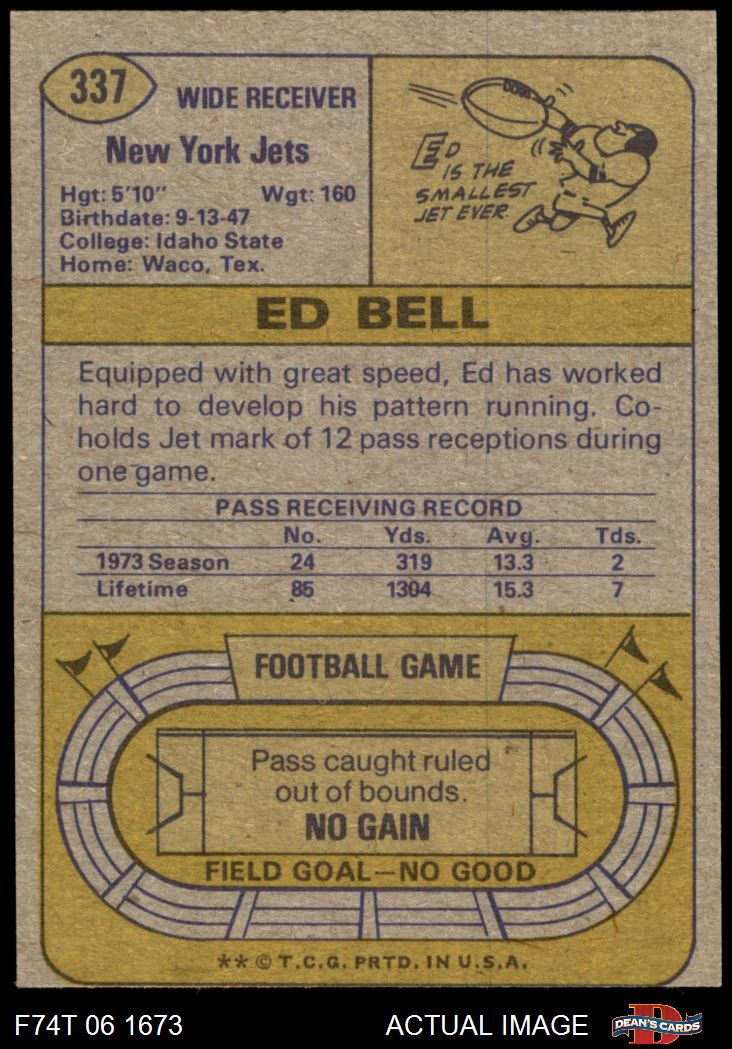 337
WIDE RECEIVER
New York Jets
Hgt: 5'10" Wgt: 160
Birthdate: 9-13-47
College: Idaho State
Home: Waco, Tex.
ED
IS THE
SMALLEST
JET EVER.
ED BELL
Equipped with great speed, Ed has worked
hard to develop his pattern running. Co-
holds Jet mark of 12 pass receptions during
one game.
PASS RECEIVING RECORD
No. Yds. Avg. Tds.
1973 Season 24 319 13.3 2
Lifetime 85 1304 15.3 7
FOOTBALL GAME
Pass caught ruled
out of bounds.
NO GAIN
FIELD GOAL—NO GOOD
** © T.C.G. PRTD. IN U.S.A.
F74T 06 1673 ACTUAL IMAGE
DEAN'S CARDS